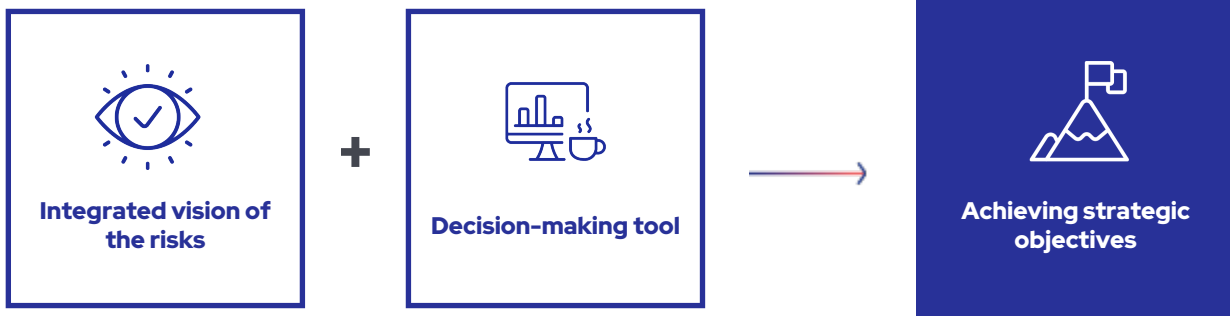 Integrated vision of
the risks
+
Decision-making tool
Achieving strategic
objectives